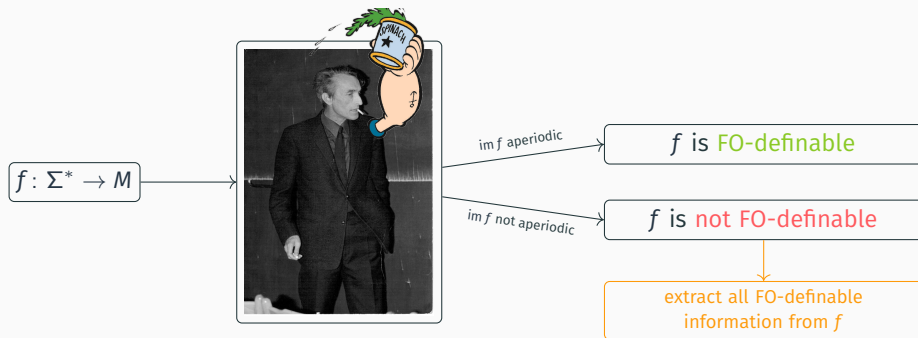 SPINACH
f : Σ* → M
im f aperiodic
f is FO-definable
im f not aperiodic
f is not FO-definable
extract all FO-definable
information from f